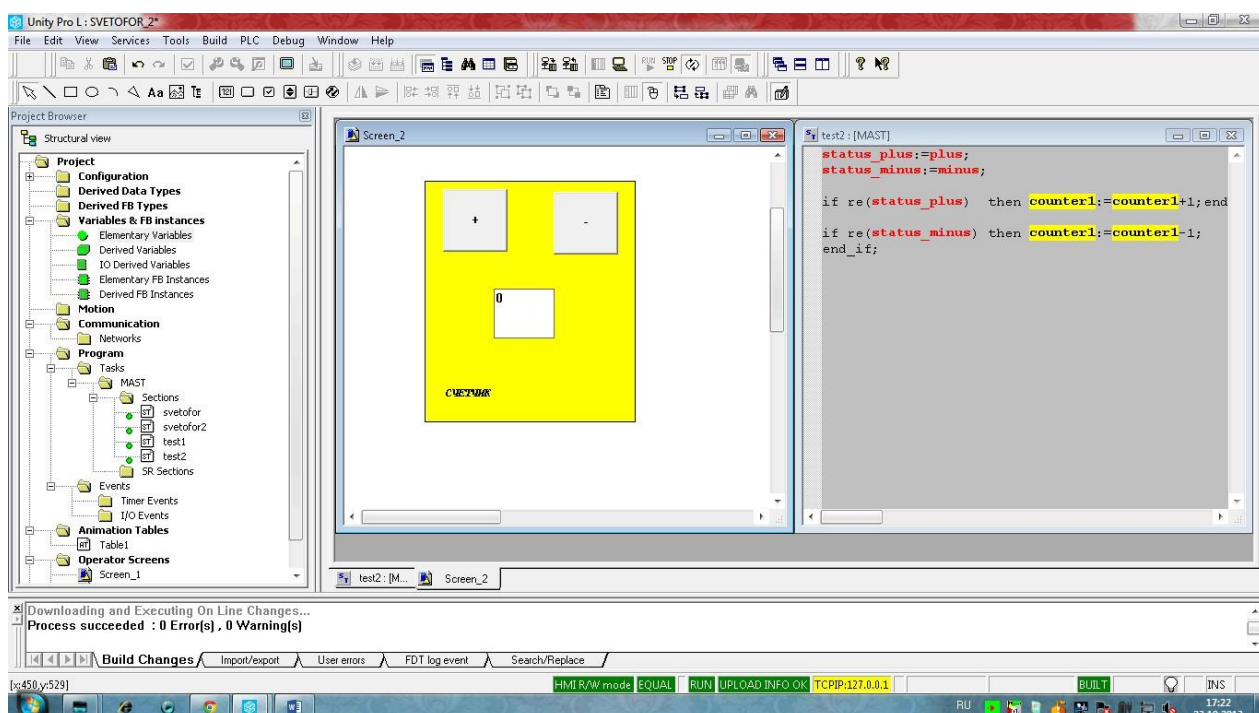 Unity Pro L : SVETOFOR_2*
File Edit View Services Tools Build PLC Debug Window Help
Project Browser
Structural view
Project
Configuration
Derived Data Types
Derived FB Types
Variables & FB instances
Elementary Variables
Derived Variables
IO Derived Variables
Elementary FB Instances
Derived FB Instances
Motion
Communication
Networks
Program
Tasks
MAST
Sections
svetofor
svetofor2
test1
test2
SR Sections
Events
Timer Events
I/O Events
Animation Tables
Table1
Operator Screens
Screen_1
Screen_2
+ -
0
СЧЕТЧИК
test2 : [MAST]
status_plus:=plus;
status_minus:=minus;
if re(status_plus) then counter1:=counter1+1;end
if re(status_minus) then counter1:=counter1-1;
end_if;
test2 : [M... Screen_2
Downloading and Executing On Line Changes...
Process succeeded : 0 Error(s) , 0 Warning(s)
Build Changes Import/export User errors FDT log event Search/Replace
[x:450,y:529] HMI R/W mode EQUAL RUN UPLOAD INFO OK TCPIP:127.0.0.1 BUILT INS
RU 17:22